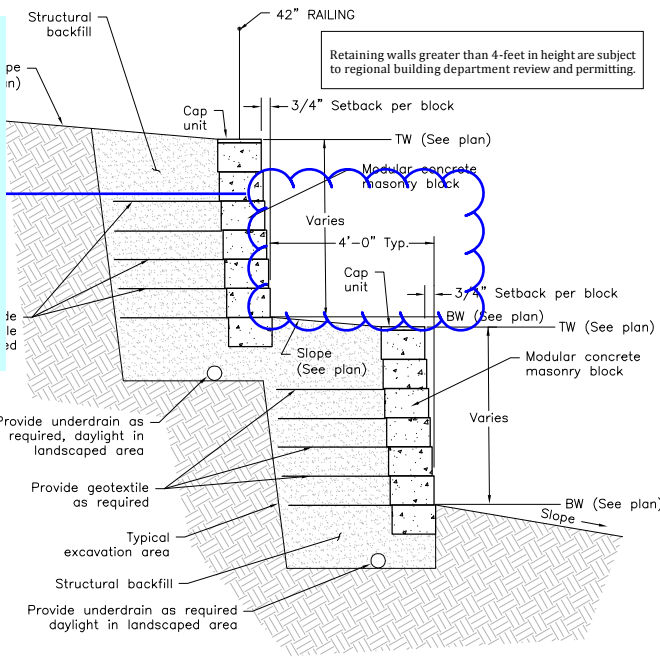 Structural
backfill
42" RAILING
Retaining walls greater than 4-feet in height are subject
to regional building department review and permitting.
Cap
unit
3/4" Setback per block
TW (See plan)
Modular concrete
masonry block
Varies
4'-0" Typ.
Cap
unit
3/4" Setback per block
BW (See plan)
TW (See plan)
Slope
(See plan)
Modular concrete
masonry block
Provide underdrain as
required, daylight in
landscaped area
Varies
Provide geotextile
as required
BW (See plan)
Slope
Typical
excavation area
Structural backfill
Provide underdrain as required
daylight in landscaped area